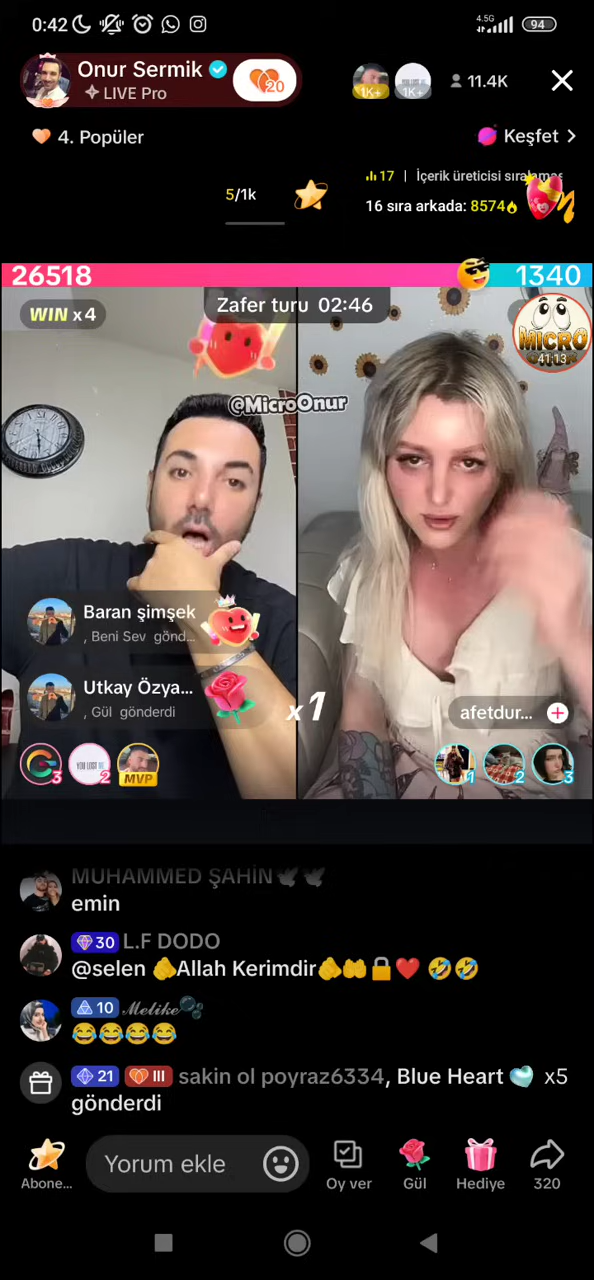 0:42
4.5G
94
Onur Sermik
LIVE Pro
20
1K+
1K+
11.4K
4. Popüler
Keşfet
5/1k
17 | İçerik üreticisi
16 sıra arkada: 8574
26518
1340
WIN x 4
Zafer turu 02:46
MICRO
41:13
@MicroOnur
Baran şimşek
, Beni Sev gönd...
Utkay Özya...
, Gül gönderdi
x1
afetdur...
3
YOU LOST
2
MVP
1
2
3
MUHAMMED ŞAHİN
emin
30 L.F DODO
@selen 🫵Allah Kerimdir🫵🤲🔒❤️ 🤣🤣
10 Melike
😂😂😂😂
21 III sakin ol poyraz6334, Blue Heart x5
gönderdi
Abone...
Yorum ekle
Oy ver
Gül
Hediye
320